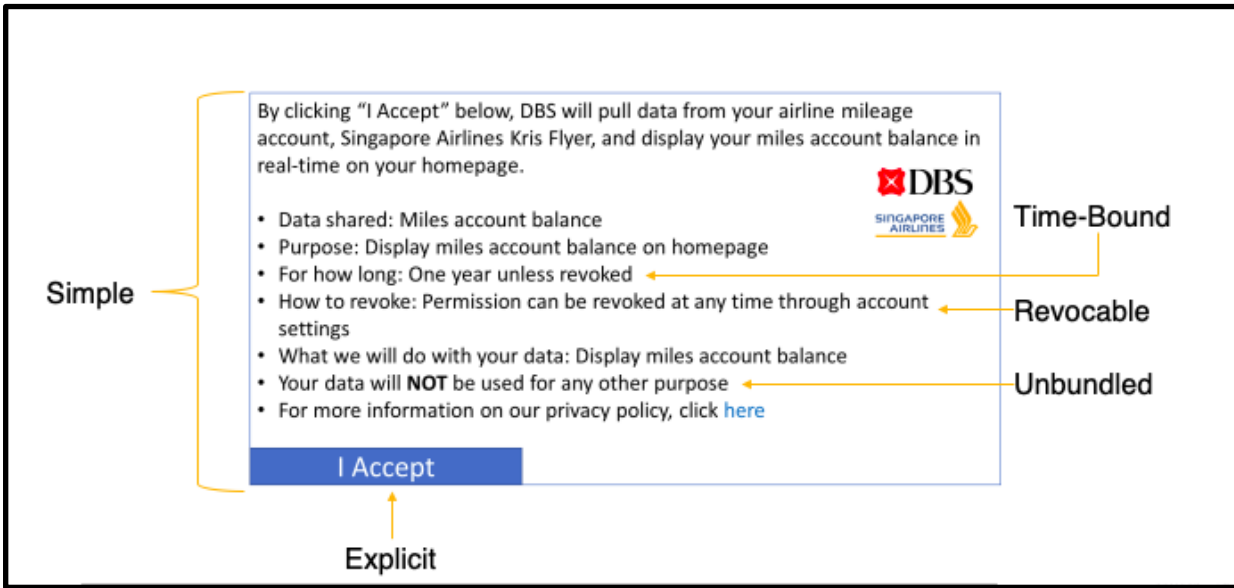 By clicking “I Accept” below, DBS will pull data from your airline mileage
account, Singapore Airlines Kris Flyer, and display your miles account balance in
real-time on your homepage.
DBS
SINGAPORE
AIRLINES
Time-Bound
• Data shared: Miles account balance
• Purpose: Display miles account balance on homepage
• For how long: One year unless revoked
Simple
• How to revoke: Permission can be revoked at any time through account
settings
Revocable
• What we will do with your data: Display miles account balance
• Your data will NOT be used for any other purpose
Unbundled
• For more information on our privacy policy, click here
I Accept
Explicit